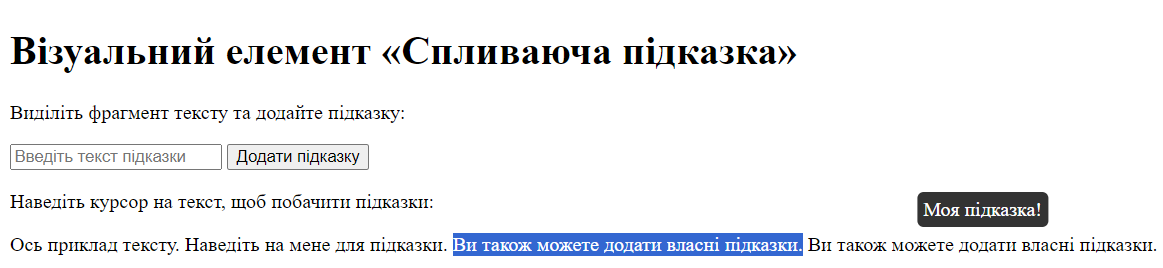 Візуальний елемент «Спливаюча підказка»
Виділіть фрагмент тексту та додайте підказку:
Введіть текст підказки Додати підказку
Наведіть курсор на текст, щоб побачити підказки:
Моя підказка!
Ось приклад тексту. Наведіть на мене для підказки. Ви також можете додати власні підказки. Ви також можете додати власні підказки.